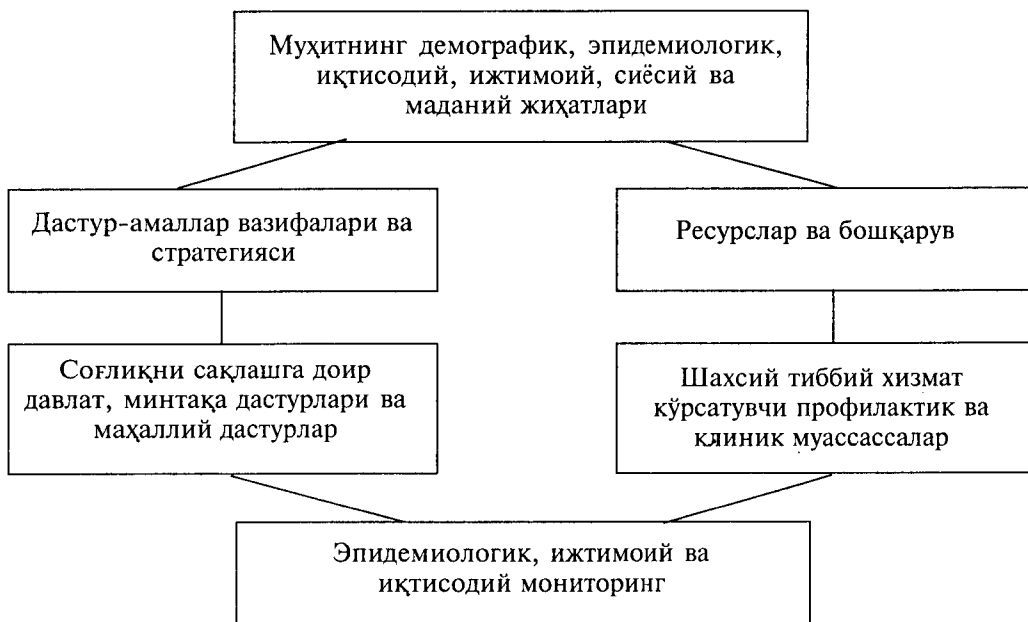 Муҳитнинг демографик, эпидемиологик,
иқтисодий, ижтимоий, сиёсий ва
маданий жиҳатлари
Дастур-амаллар вазифалари ва
стратегияси
Ресурслар ва бошқарув
Соғлиқни сақлашга доир
давлат, минтақа дастурлари ва
маҳаллий дастурлар
Шахсий тиббий хизмат
кўрсатувчи профилактик ва
клиник муассассалар
Эпидемиологик, ижтимоий ва
иқтисодий мониторинг